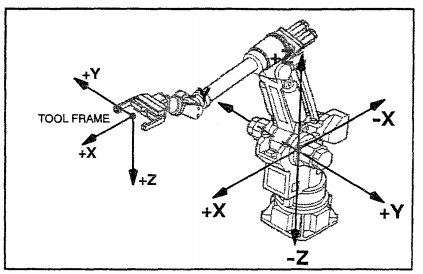 +Y
+
TOOL FRAME
-X
+X
+Z
+X
+Y
-Z